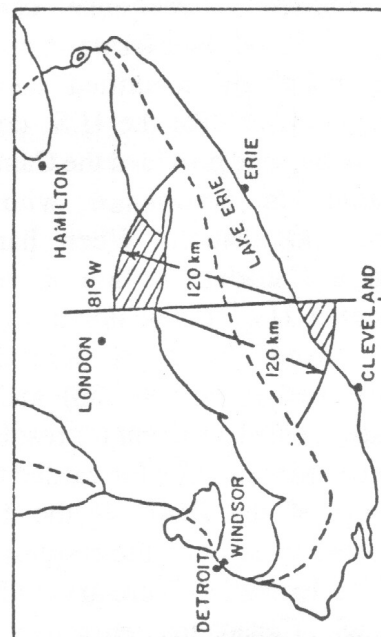 HAMILTON
81° W
120 km
LAKE ERIE
ERIE
LONDON
120 km
CLEVELAND
WINDSOR
DETROIT